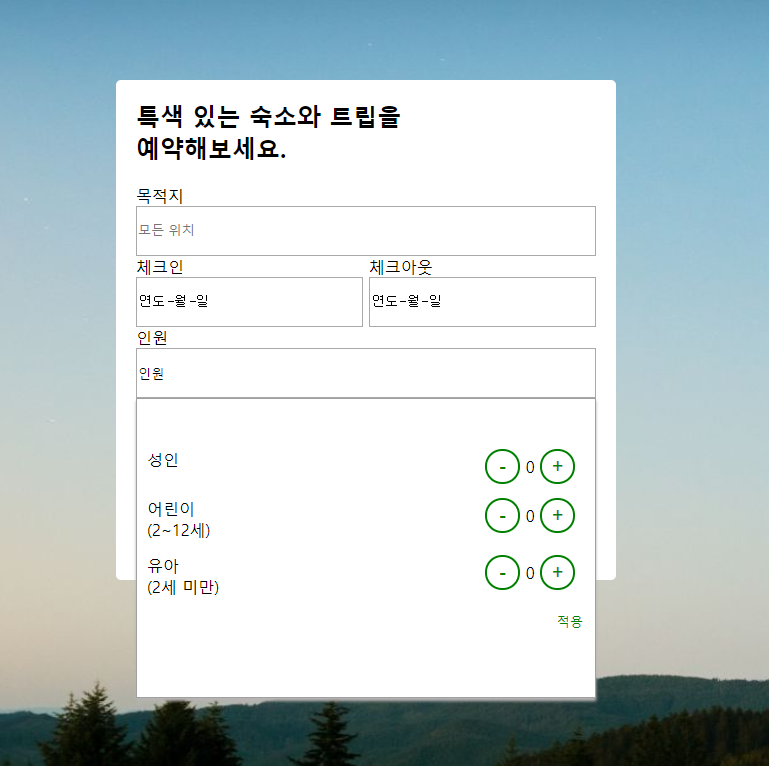 특색 있는 숙소와 트립을
예약해보세요.
목적지
모든 위치
체크인 체크아웃
연도-월-일 연도-월-일
인원
인원
성인 - 0 +
어린이 - 0 +
(2~12세)
유아 - 0 +
(2세 미만)
적용